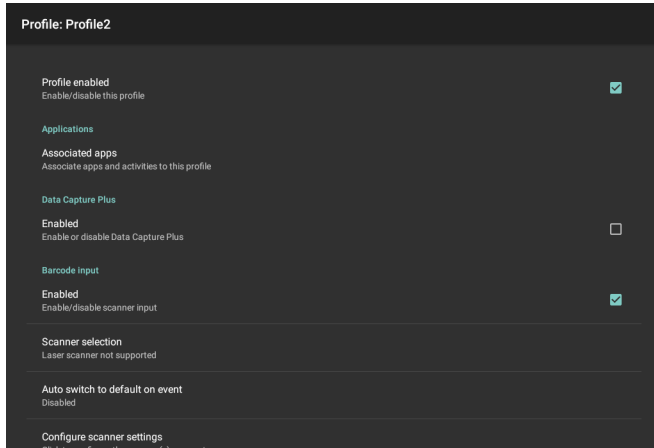 Profile: Profile2
Profile enabled
Enable/disable this profile
Applications
Associated apps
Associate apps and activities to this profile
Data Capture Plus
Enabled
Enable or disable Data Capture Plus
Barcode input
Enabled
Enable/disable scanner input
Scanner selection
Laser scanner not supported
Auto switch to default on event
Disabled
Configure scanner settings